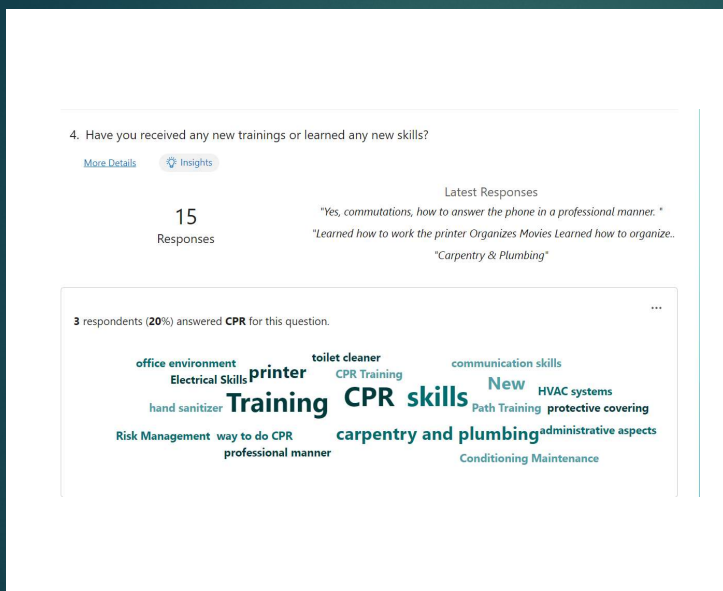 4. Have you received any new trainings or learned any new skills?
More Details
Insights
15
Responses
Latest Responses
"Yes, commutations, how to answer the phone in a professional manner. "
"Learned how to work the printer Organizes Movies Learned how to organize..
"Carpentry & Plumbing"
...
3 respondents (20%) answered CPR for this question.
toilet cleaner
office environment
communication skills
printer
CPR Training
Electrical Skills
New
HVAC systems
Training
CPR
skills
hand sanitizer
Path Training
protective covering
administrative aspects
Risk Management
way to do CPR
carpentry and plumbing
professional manner
Conditioning Maintenance